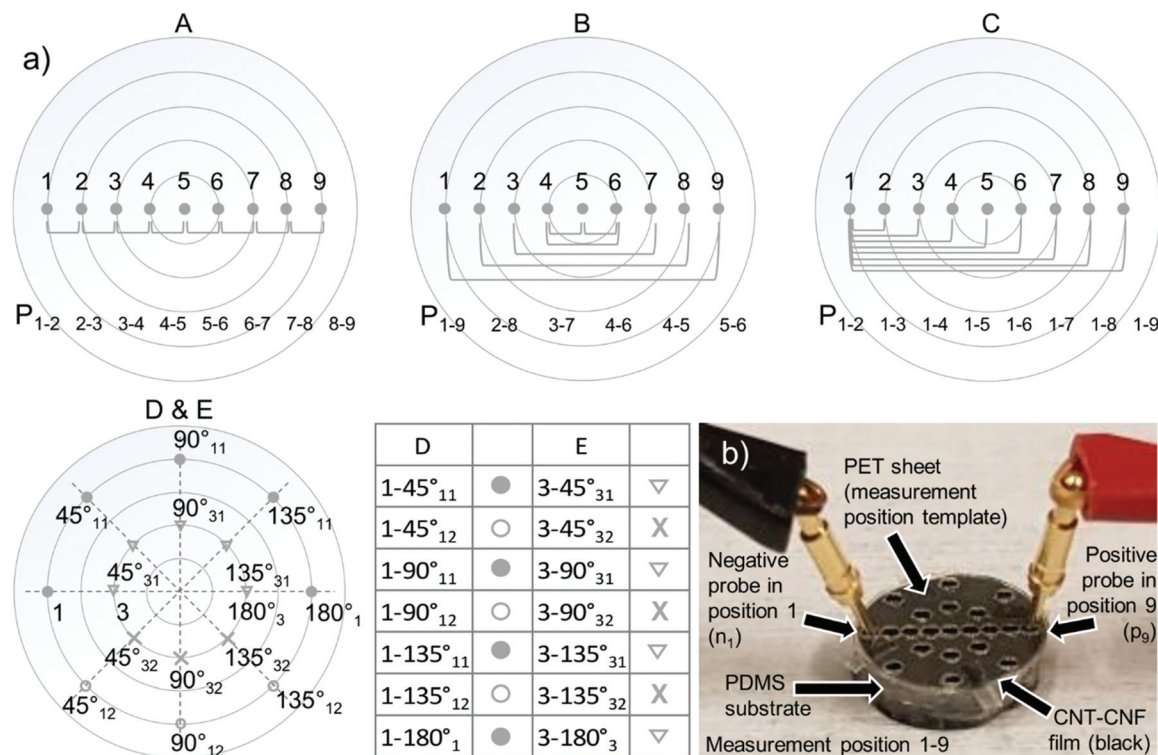 A
B
C
a)
1 2 3 4 5 6 7 8 9
1 2 3 4 5 6 7 8 9
1 2 3 4 5 6 7 8 9
P1-2 2-3 3-4 4-5 5-6 6-7 7-8 8-9
P1-9 2-8 3-7 4-6 4-5 5-6
P1-2 1-3 1-4 1-5 1-6 1-7 1-8 1-9
D & E
90°11
45°11
90°31
135°11
45°31
135°31
1
3
180°3
180°1
45°32
135°32
90°32
45°12
135°12
90°12
D E
1-45°11 3-45°31
1-45°12 3-45°32
1-90°11 3-90°31
1-90°12 3-90°32
1-135°11 3-135°31
1-135°12 3-135°32
1-180°1 3-180°3
b)
PET sheet
(measurement
position template)
Negative
probe in
position 1
(n1)
Positive
probe in
position 9
(p9)
PDMS
substrate
CNT-CNF
film (black)
Measurement position 1-9